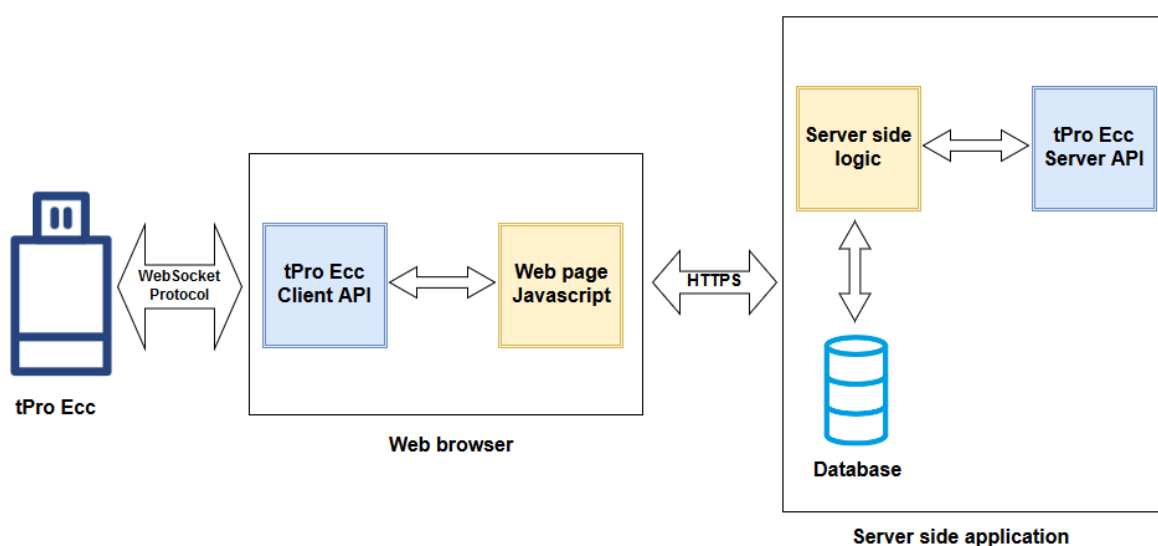 tPro Ecc
WebSocket
Protocol
tPro Ecc
Client API
Web page
Javascript
Web browser
HTTPS
Server side
logic
tPro Ecc
Server API
Database
Server side application